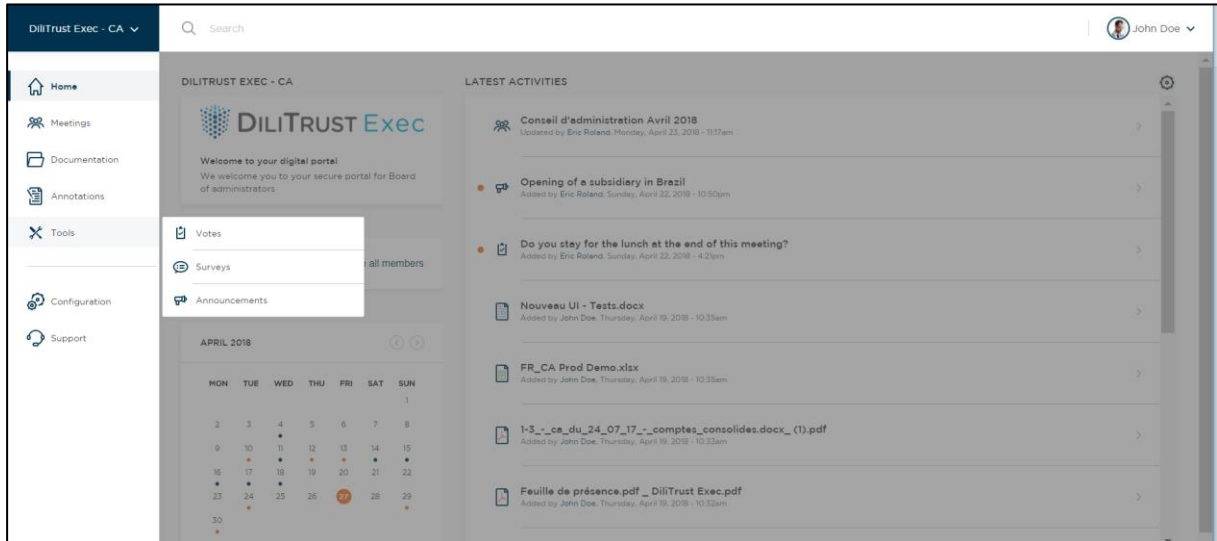 DiliTrust Exec - CA
Search
John Doe
Home
Meetings
Documentation
Annotations
Tools
Configuration
Support
Votes
Surveys
Announcements
DILITRUST EXEC - CA
DILITRUST Exec
Welcome to your digital portal
We welcome you to your secure portal for Board
of administrators
all members
APRIL 2018
MON TUE WED THU FRI SAT SUN
1
2 3 4 5 6 7 8
9 10 11 12 13 14 15
16 17 18 19 20 21 22
23 24 25 26 27 28 29
30
LATEST ACTIVITIES
Conseil d'administration Avril 2018
Updated by Eric Roland, Monday, April 23, 2018 - 11:17am
Opening of a subsidiary in Brazil
Added by Eric Roland, Sunday, April 22, 2018 - 10:50pm
Do you stay for the lunch at the end of this meeting?
Added by Eric Roland, Sunday, April 22, 2018 - 4:21pm
Nouveau UI - Tests.docx
Added by John Doe, Thursday, April 19, 2018 - 10:35am
FR_CA Prod Demo.xlsx
Added by John Doe, Thursday, April 19, 2018 - 10:35am
1-3_-_ca_du_24_07_17_-_comptes_consolides.docx_ (1).pdf
Added by John Doe, Thursday, April 19, 2018 - 10:33am
Feuille de présence.pdf _ DiliTrust Exec.pdf
Added by John Doe, Thursday, April 19, 2018 - 10:32am